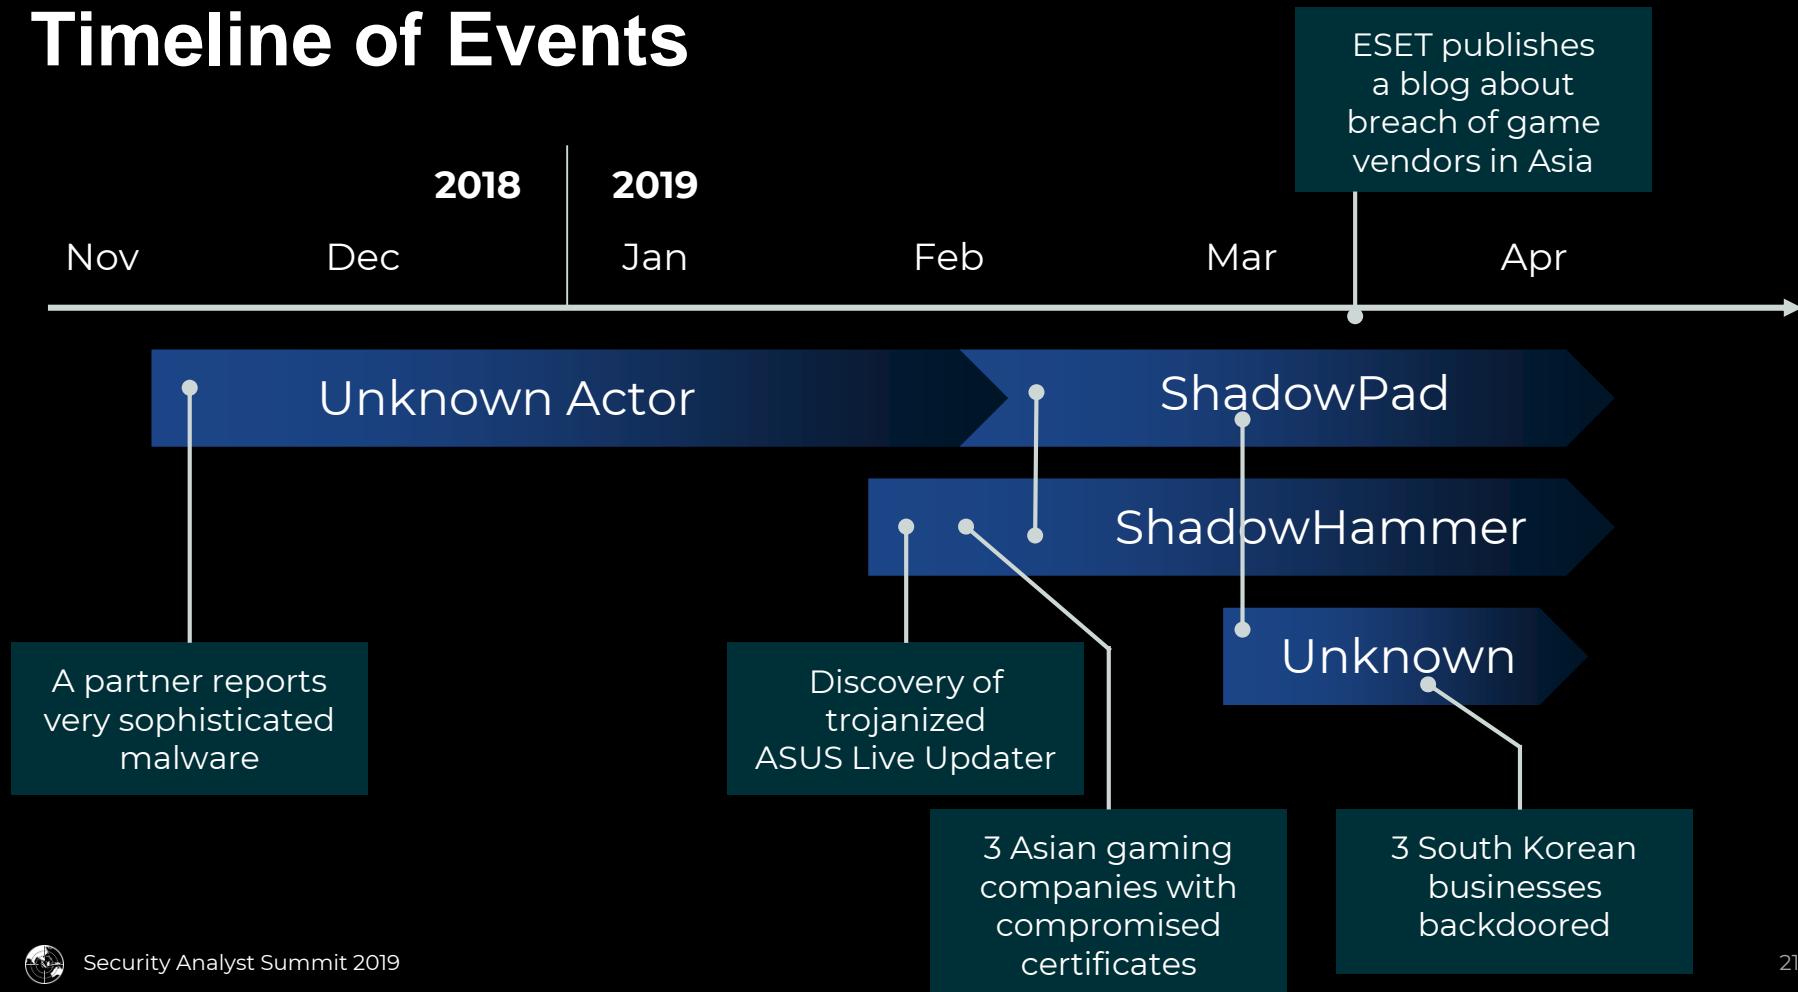 Timeline of Events
ESET publishes
a blog about
breach of game
vendors in Asia
2018
2019
Nov
Dec
Jan
Feb
Mar
Apr
Unknown Actor
ShadowPad
ShadowHammer
Unknown
A partner reports
very sophisticated
malware
Discovery of
trojanized
ASUS Live Updater
3 Asian gaming
companies with
compromised
certificates
3 South Korean
businesses
backdoored
Security Analyst Summit 2019
21